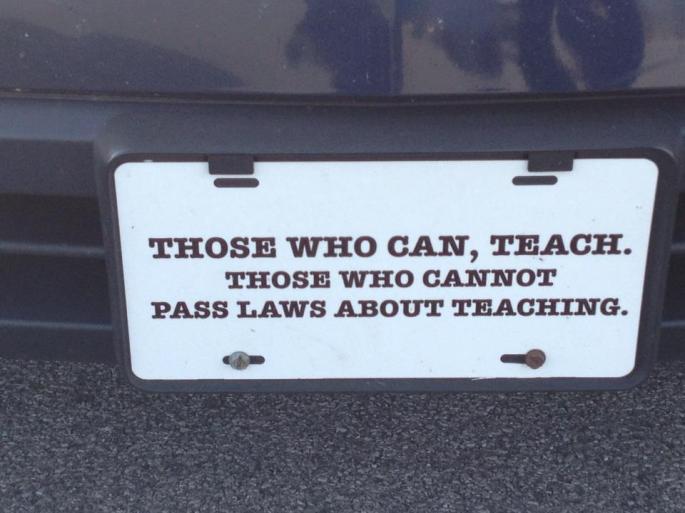 THOSE WHO CAN, TEACH.
THOSE WHO CANNOT
PASS LAWS ABOUT TEACHING.